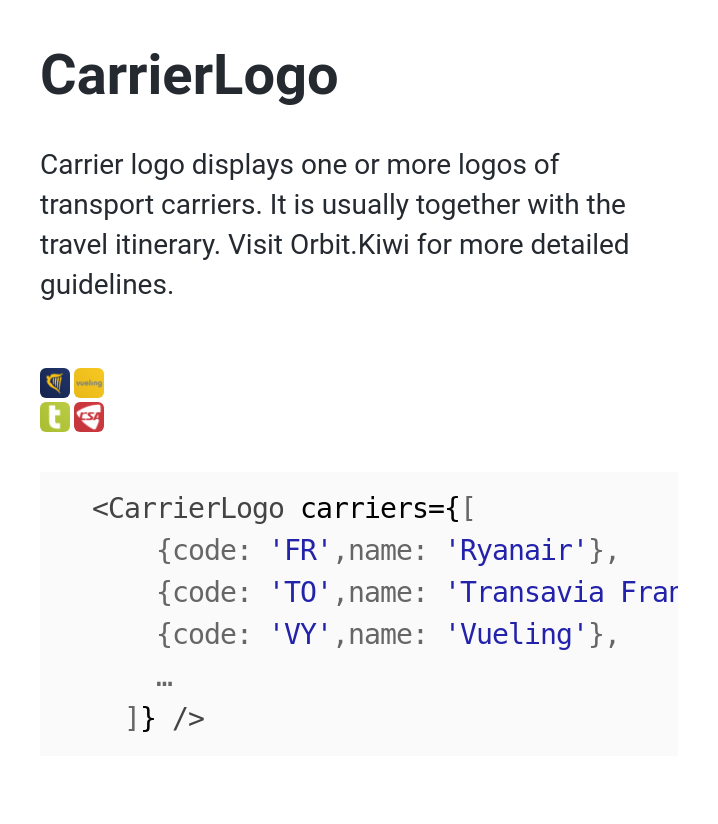 CarrierLogo
Carrier logo displays one or more logos of
transport carriers. It is usually together with the
travel itinerary. Visit Orbit.Kiwi for more detailed
guidelines.
vueling
t CSA
<CarrierLogo carriers={[
{code: 'FR',name: 'Ryanair'},
{code: 'TO',name: 'Transavia Fran
{code: 'VY',name: 'Vueling'},
…
]} />